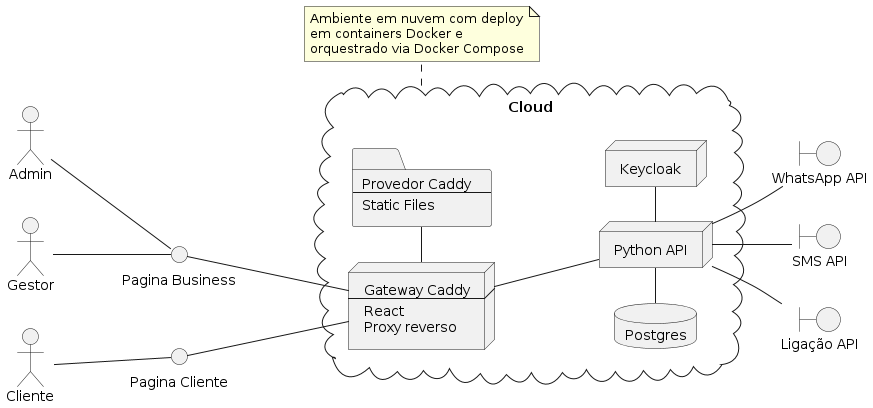 Ambiente em nuvem com deploy
em containers Docker e
orquestrado via Docker Compose
Cloud
Admin
Gestor
Cliente
Pagina Business
Pagina Cliente
Provedor Caddy
Static Files
Gateway Caddy
React
Proxy reverso
Keycloak
Python API
Postgres
WhatsApp API
SMS API
Ligação API